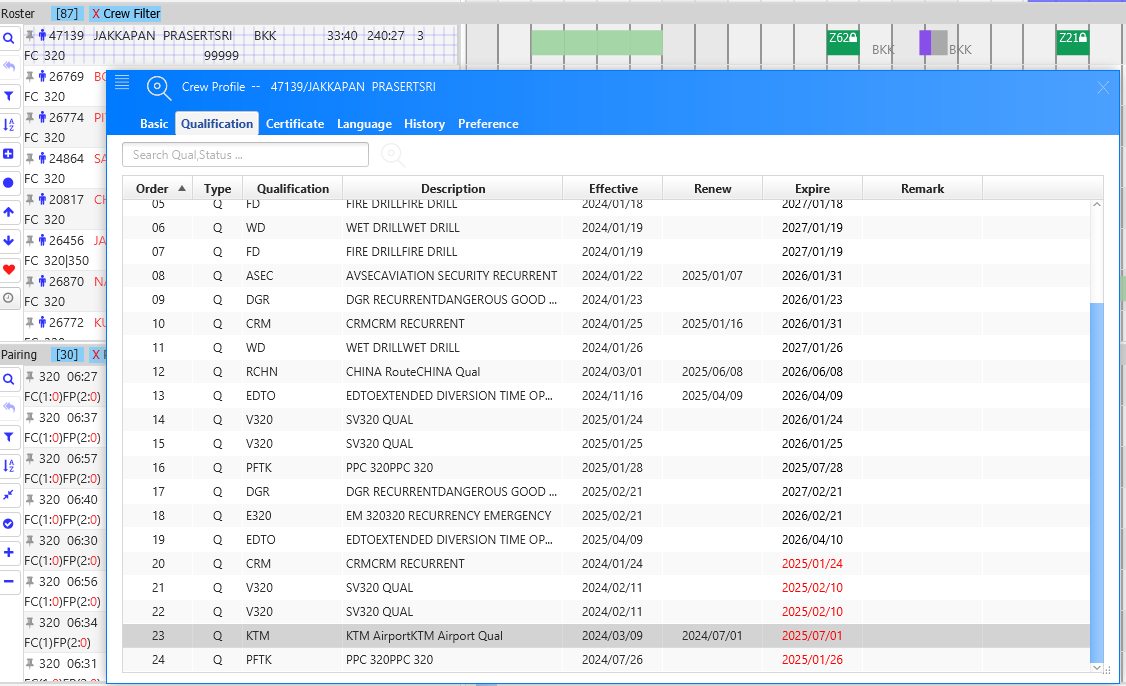 Roster [87] X Crew Filter
47139 JAKKAPAN PRASERTSRI BKK 33:40 240:27 3
FC 320 99999
Z62 BKK BKK Z21
26769
FC 320
26774
FC 320
24864
FC 320
20817
FC 320
26456 JA
FC 320|350
26870
FC 320
26772
Crew Profile -- 47139/JAKKAPAN PRASERTSRI
Basic Qualification Certificate Language History Preference
Search Qual,Status ...
Order Type Qualification Description Effective Renew Expire Remark
05 Q FD FIRE DRILLFIRE DRILL 2024/01/18 2027/01/18
06 Q WD WET DRILLWET DRILL 2024/01/19 2027/01/19
07 Q FD FIRE DRILLFIRE DRILL 2024/01/19 2027/01/19
08 Q ASEC AVSECAVIATION SECURITY RECURRENT 2024/01/22 2025/01/07 2026/01/31
09 Q DGR DGR RECURRENTDANGEROUS GOOD ... 2024/01/23 2026/01/23
10 Q CRM CRMCRM RECURRENT 2024/01/25 2025/01/16 2026/01/31
11 Q WD WET DRILLWET DRILL 2024/01/26 2027/01/26
12 Q RCHN CHINA RouteCHINA Qual 2024/03/01 2025/06/08 2026/06/08
13 Q EDTO EDTOEXTENDED DIVERSION TIME OP... 2024/11/16 2025/04/09 2026/04/09
14 Q V320 SV320 QUAL 2025/01/24 2026/01/24
15 Q V320 SV320 QUAL 2025/01/25 2026/01/25
16 Q PFTK PPC 320PPC 320 2025/01/28 2025/07/28
17 Q DGR DGR RECURRENTDANGEROUS GOOD ... 2025/02/21 2027/02/21
18 Q E320 EM 320320 RECURRENCY EMERGENCY 2025/02/21 2026/02/21
19 Q EDTO EDTOEXTENDED DIVERSION TIME OP... 2025/04/09 2026/04/10
20 Q CRM CRMCRM RECURRENT 2024/01/24 2025/01/24
21 Q V320 SV320 QUAL 2024/02/11 2025/02/10
22 Q V320 SV320 QUAL 2024/02/11 2025/02/10
23 Q KTM KTM AirportKTM Airport Qual 2024/03/09 2024/07/01 2025/07/01
24 Q PFTK PPC 320PPC 320 2024/07/26 2025/01/26
Pairing [30] X
320 06:27
FC(1:0)FP(2:0)
320 06:37
FC(1:0)FP(2:0)
320 06:57
FC(1:0)FP(2:0)
320 06:40
FC(1:0)FP(2:0)
320 06:30
FC(1:0)FP(2:0)
320 06:56
FC(1:0)FP(2:0)
320 06:34
FC(1)FP(2:0)
320 06:31